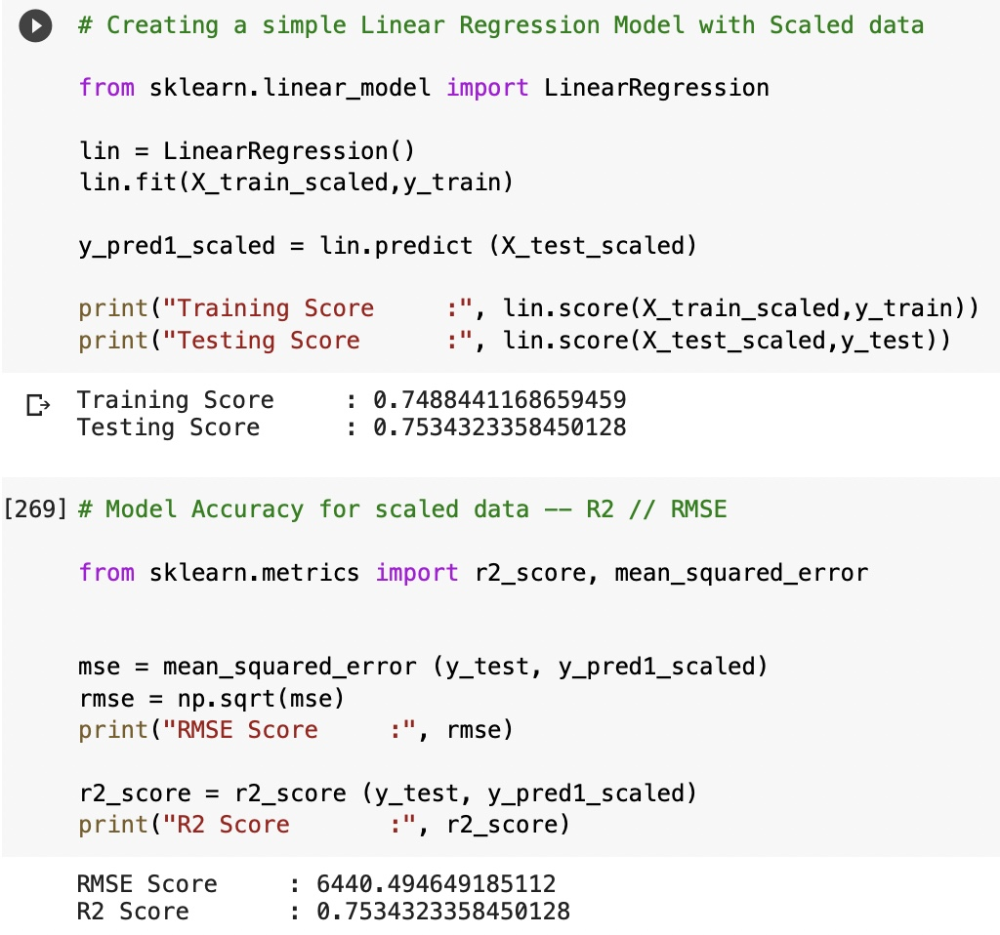 # Creating a simple Linear Regression Model with Scaled data
from sklearn.linear_model import LinearRegression
lin = LinearRegression()
lin.fit(X_train_scaled,y_train)
y_pred1_scaled = lin.predict (X_test_scaled)
print("Training Score     :", lin.score(X_train_scaled,y_train))
print("Testing Score      :", lin.score(X_test_scaled,y_test))
Training Score     : 0.7488441168659459
Testing Score      : 0.7534323358450128
[269] # Model Accuracy for scaled data -- R2 // RMSE
from sklearn.metrics import r2_score, mean_squared_error
mse = mean_squared_error (y_test, y_pred1_scaled)
rmse = np.sqrt(mse)
print("RMSE Score     :", rmse)
r2_score = r2_score (y_test, y_pred1_scaled)
print("R2 Score       :", r2_score)
RMSE Score     : 6440.494649185112
R2 Score       : 0.7534323358450128